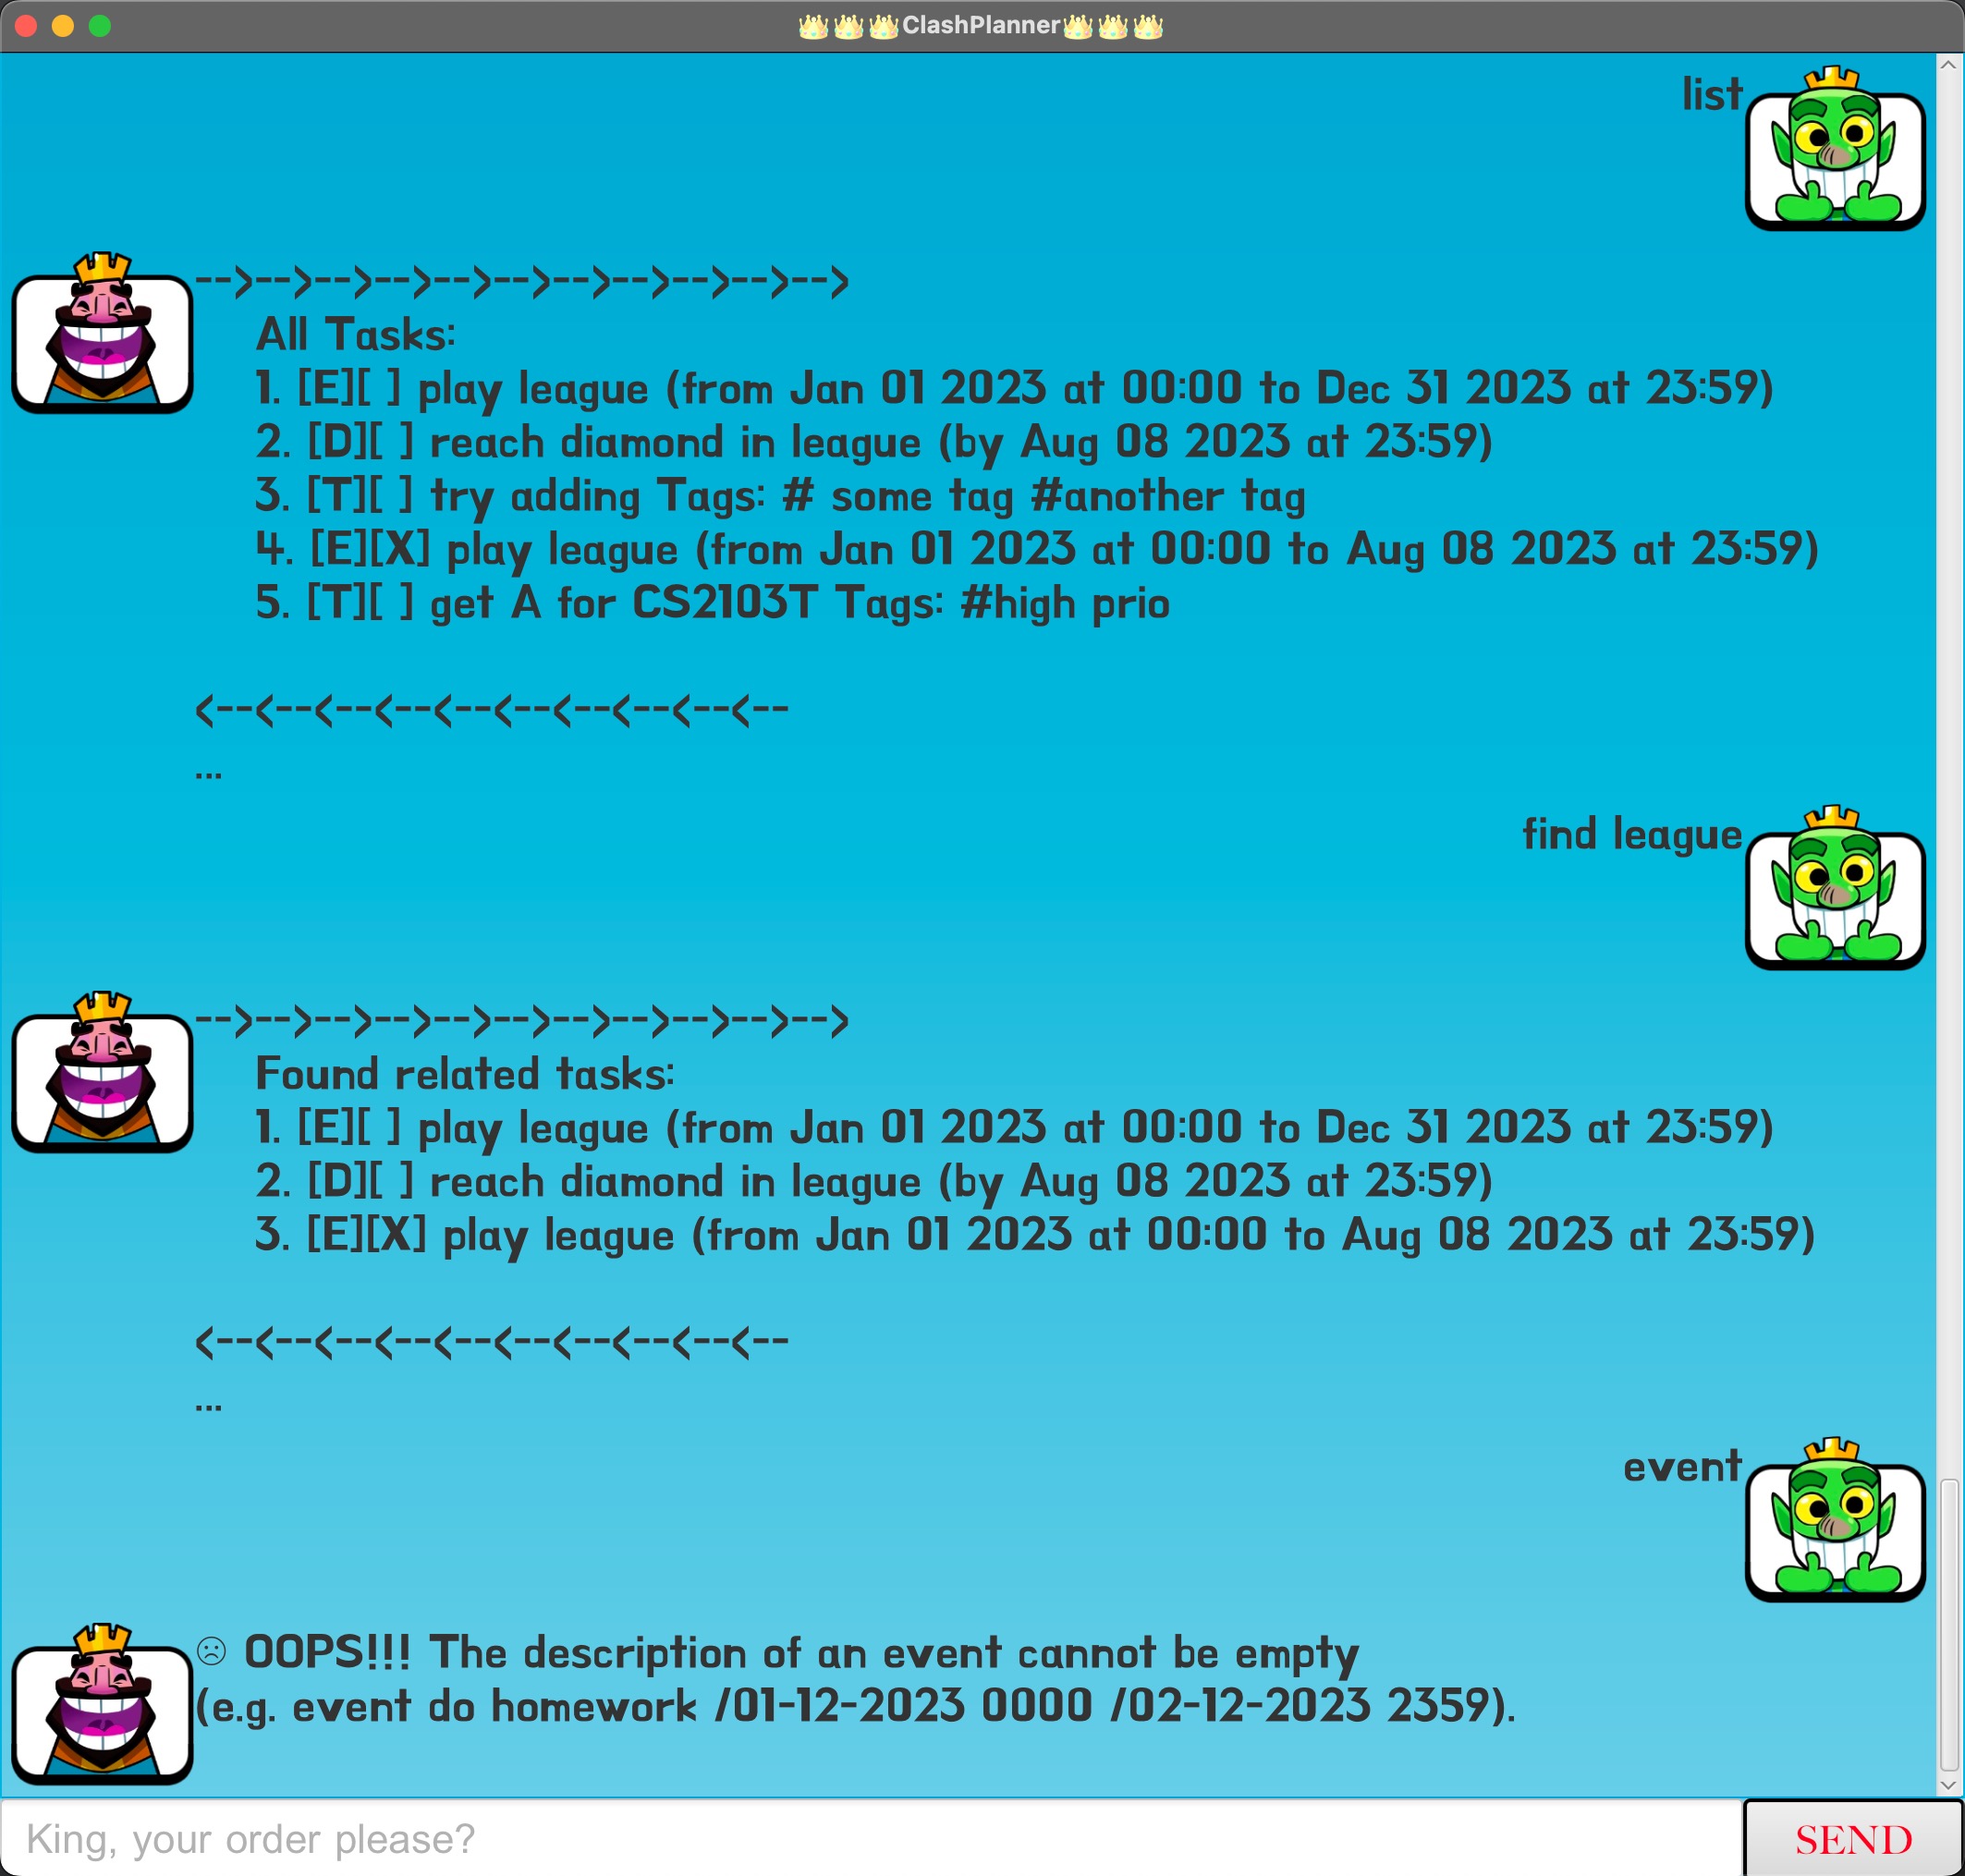 👑👑👑ClashPlanner👑👑👑
list
-->-->-->-->-->-->-->-->-->-->-->
All Tasks:
1. [E][ ] play league (from Jan 01 2023 at 00:00 to Dec 31 2023 at 23:59)
2. [D][ ] reach diamond in league (by Aug 08 2023 at 23:59)
3. [T][ ] try adding Tags: # some tag #another tag
4. [E][X] play league (from Jan 01 2023 at 00:00 to Aug 08 2023 at 23:59)
5. [T][ ] get A for CS2103T Tags: #high prio
<--<--<--<--<--<--<--<--<--<--
...
find league
-->-->-->-->-->-->-->-->-->-->-->
Found related tasks:
1. [E][ ] play league (from Jan 01 2023 at 00:00 to Dec 31 2023 at 23:59)
2. [D][ ] reach diamond in league (by Aug 08 2023 at 23:59)
3. [E][X] play league (from Jan 01 2023 at 00:00 to Aug 08 2023 at 23:59)
<--<--<--<--<--<--<--<--<--<--
...
event
☹ OOPS!!! The description of an event cannot be empty
(e.g. event do homework /01-12-2023 0000 /02-12-2023 2359).
King, your order please?
SEND